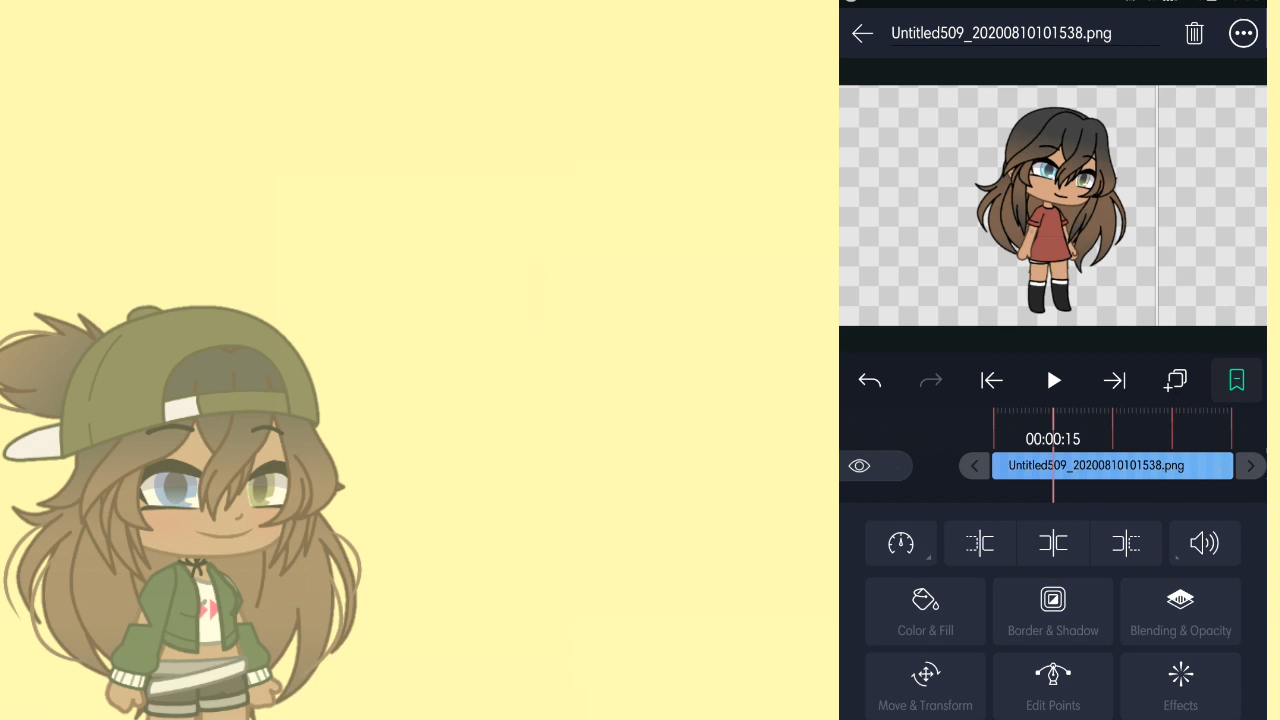 Untitled509_20200810101538.png
00:00:15
Untitled509_20200810101538.png
Color & Fill
Border & Shadow
Blending & Opacity
Move & Transform
Edit Points
Effects